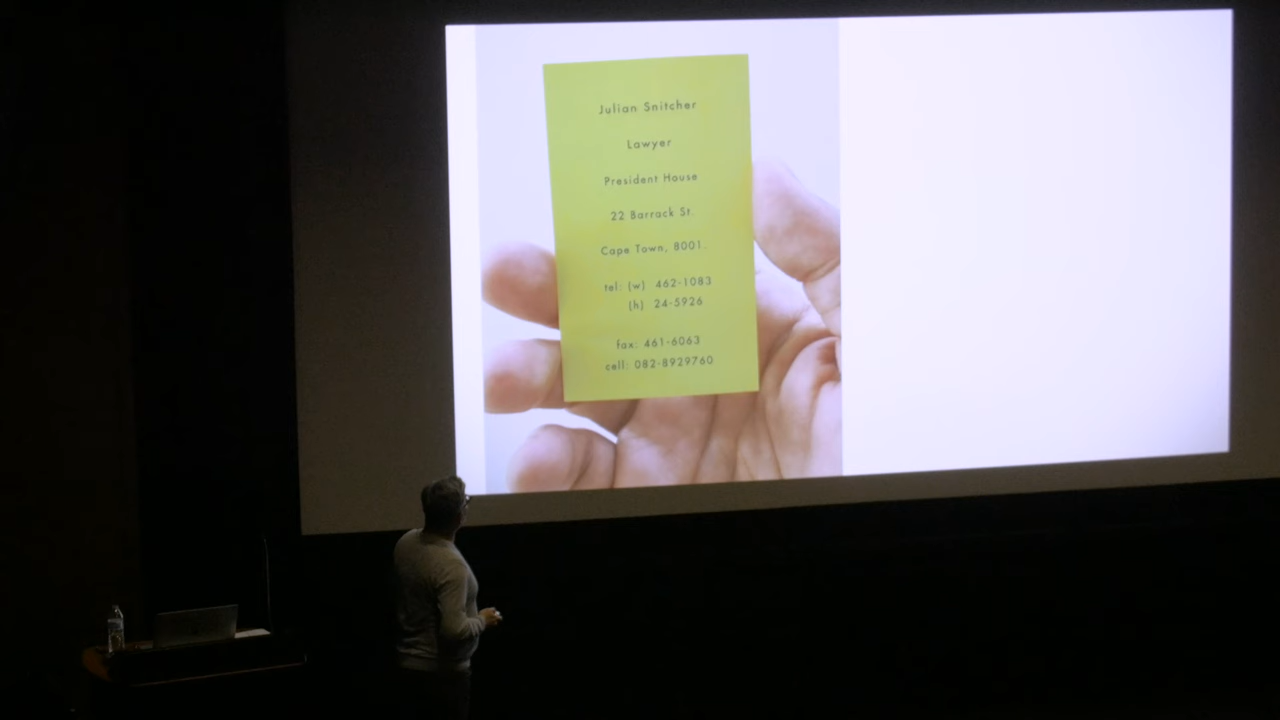 Julian Snitcher
Lawyer
President House
22 Barrack St.
Cape Town, 8001.
tel: (w) 462-1083
(h) 24-5926
fax: 461-6063
cell: 082-8929760